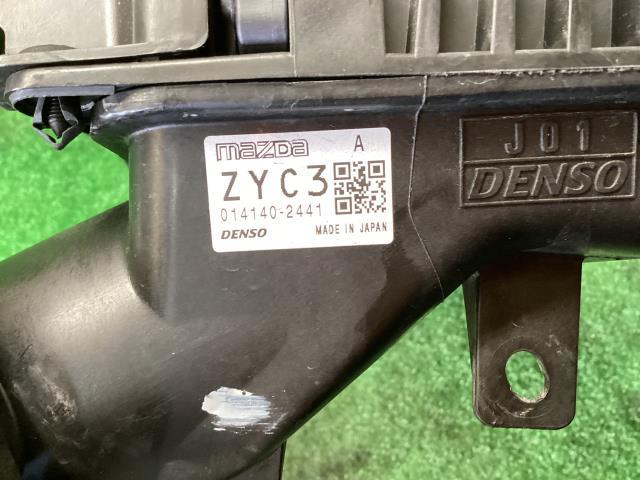 mazDa A
ZYC3
014140-2441
DENSO MADE IN JAPAN
J01
DENSO